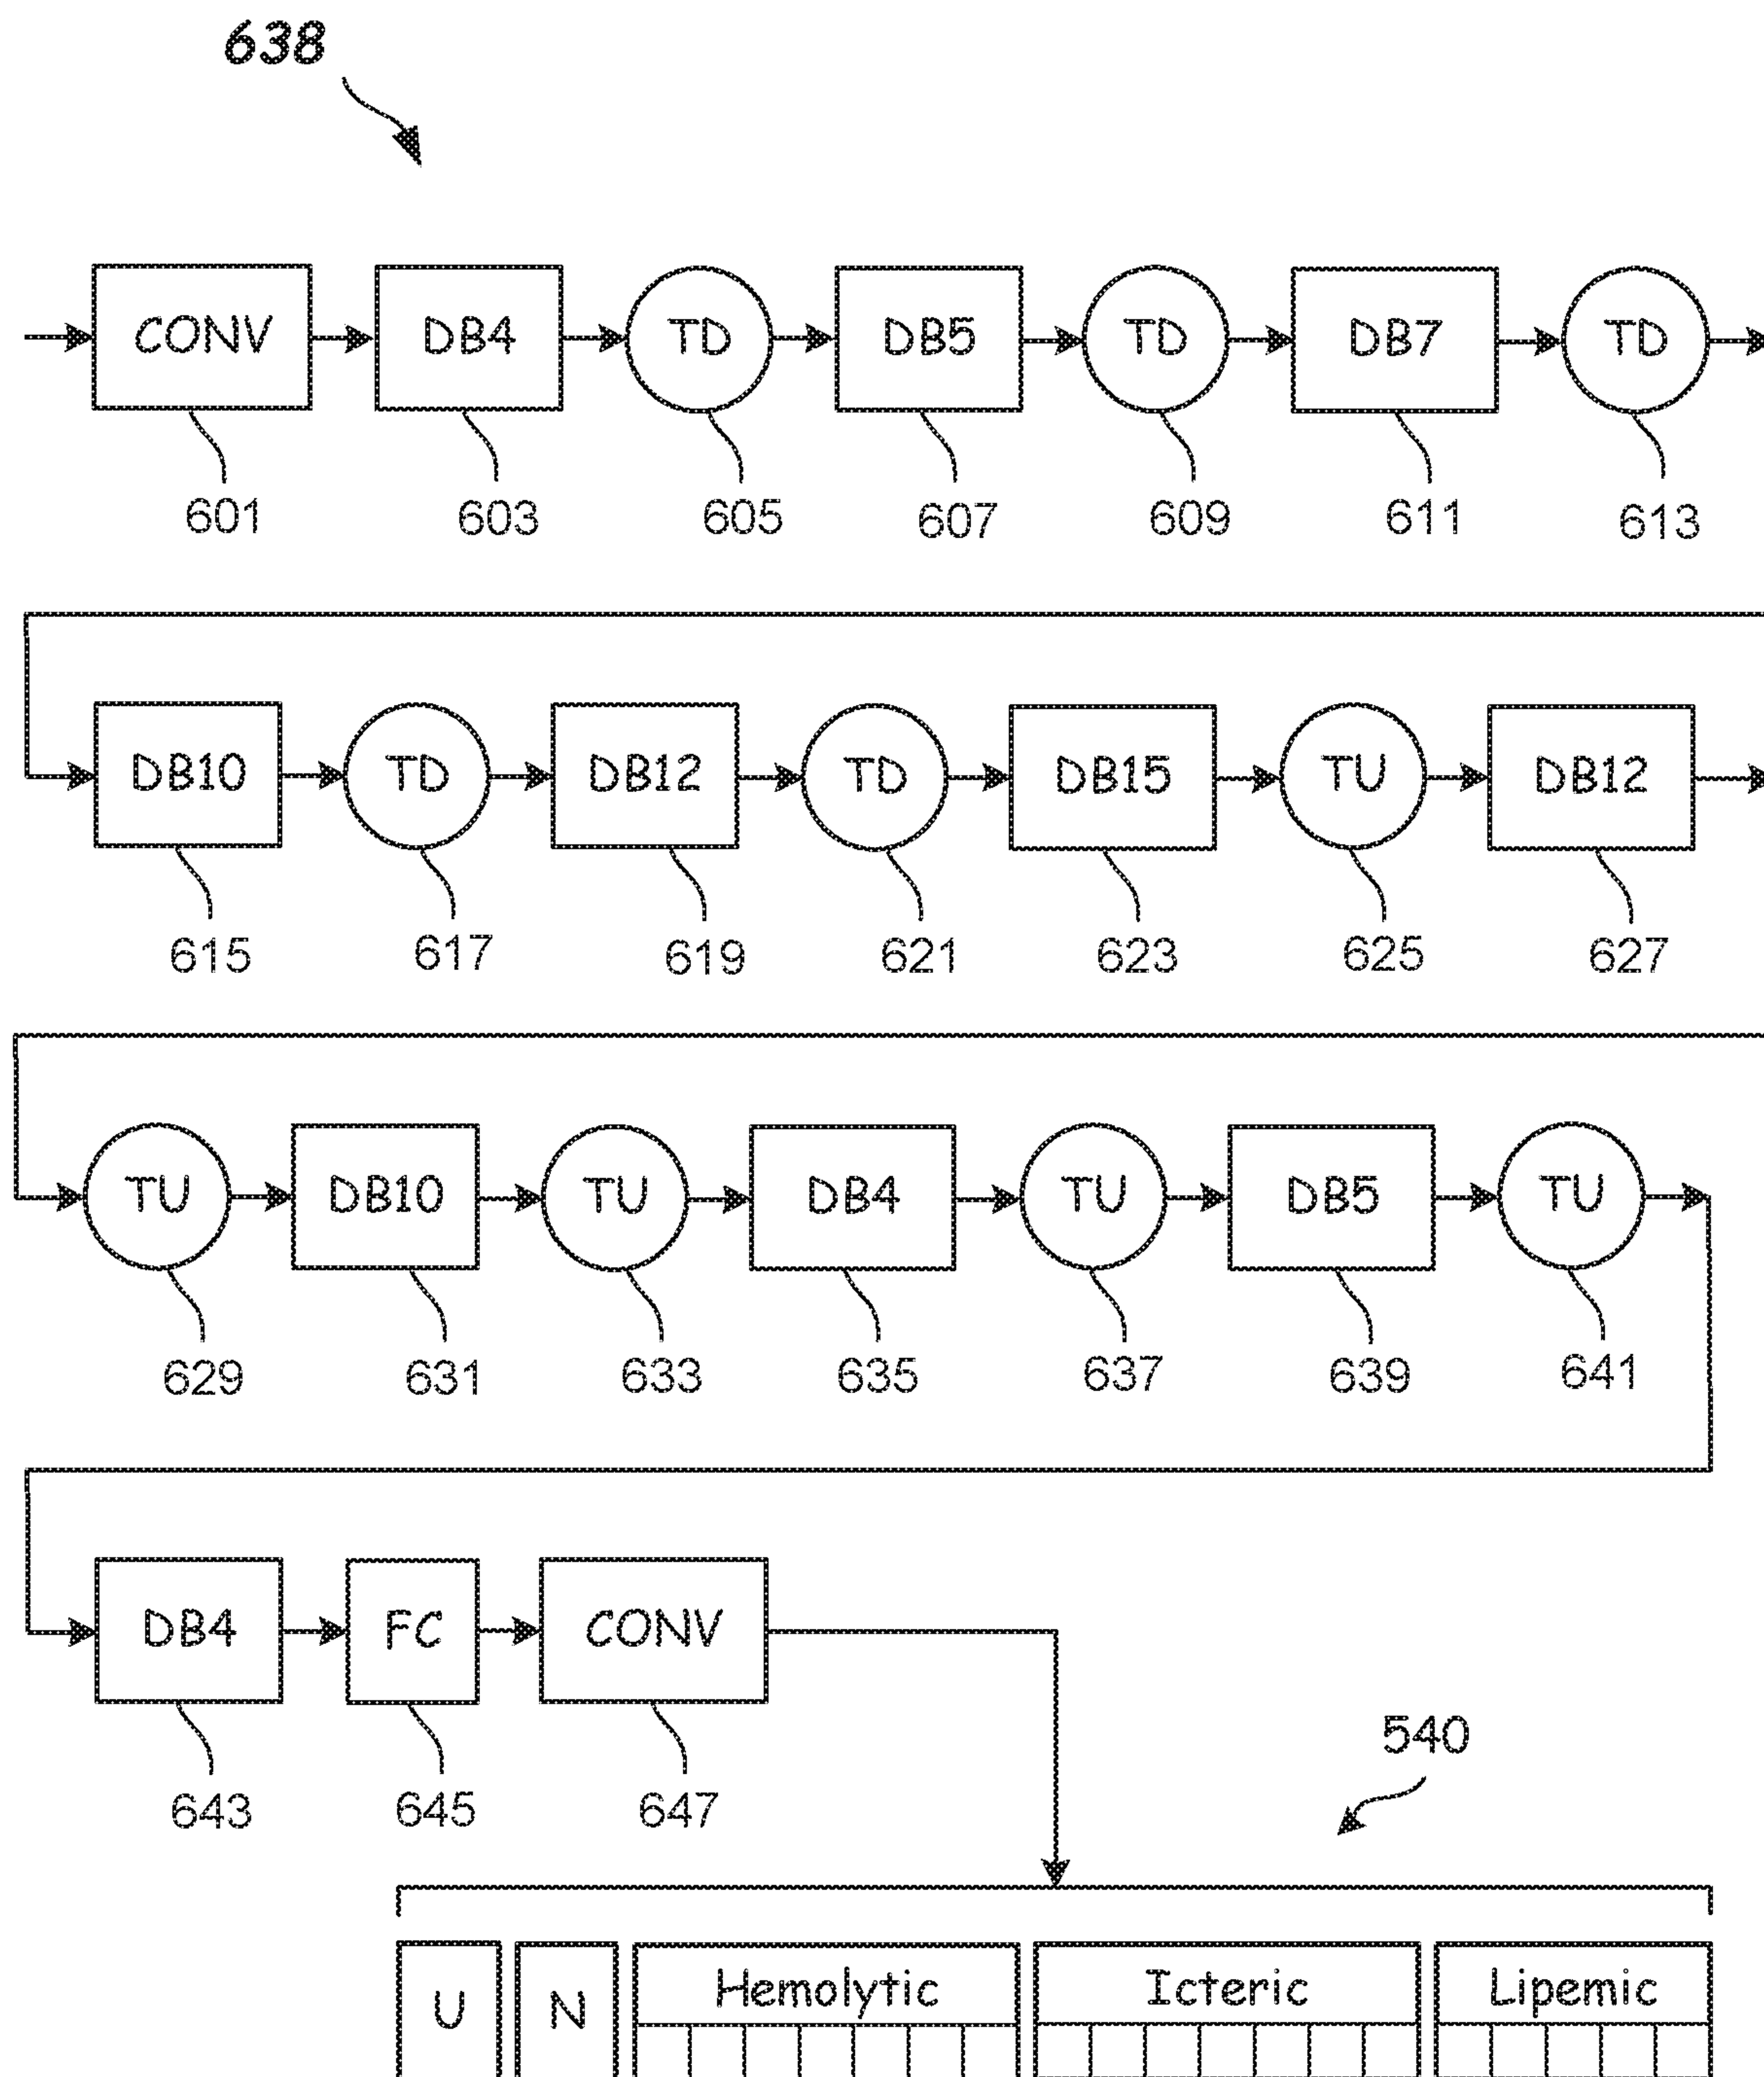 638
CONV DB4 TD DB5 TD DB7 TD
601 603 605 607 609 611 613
DB10 TD DB12 TD DB15 TU DB12
615 617 619 621 623 625 627
TU DB10 TU DB4 TU DB5 TU
629 631 633 635 637 639 641
DB4 FC CONV
643 645 647
540
U N Hemolytic Icteric Lipemic